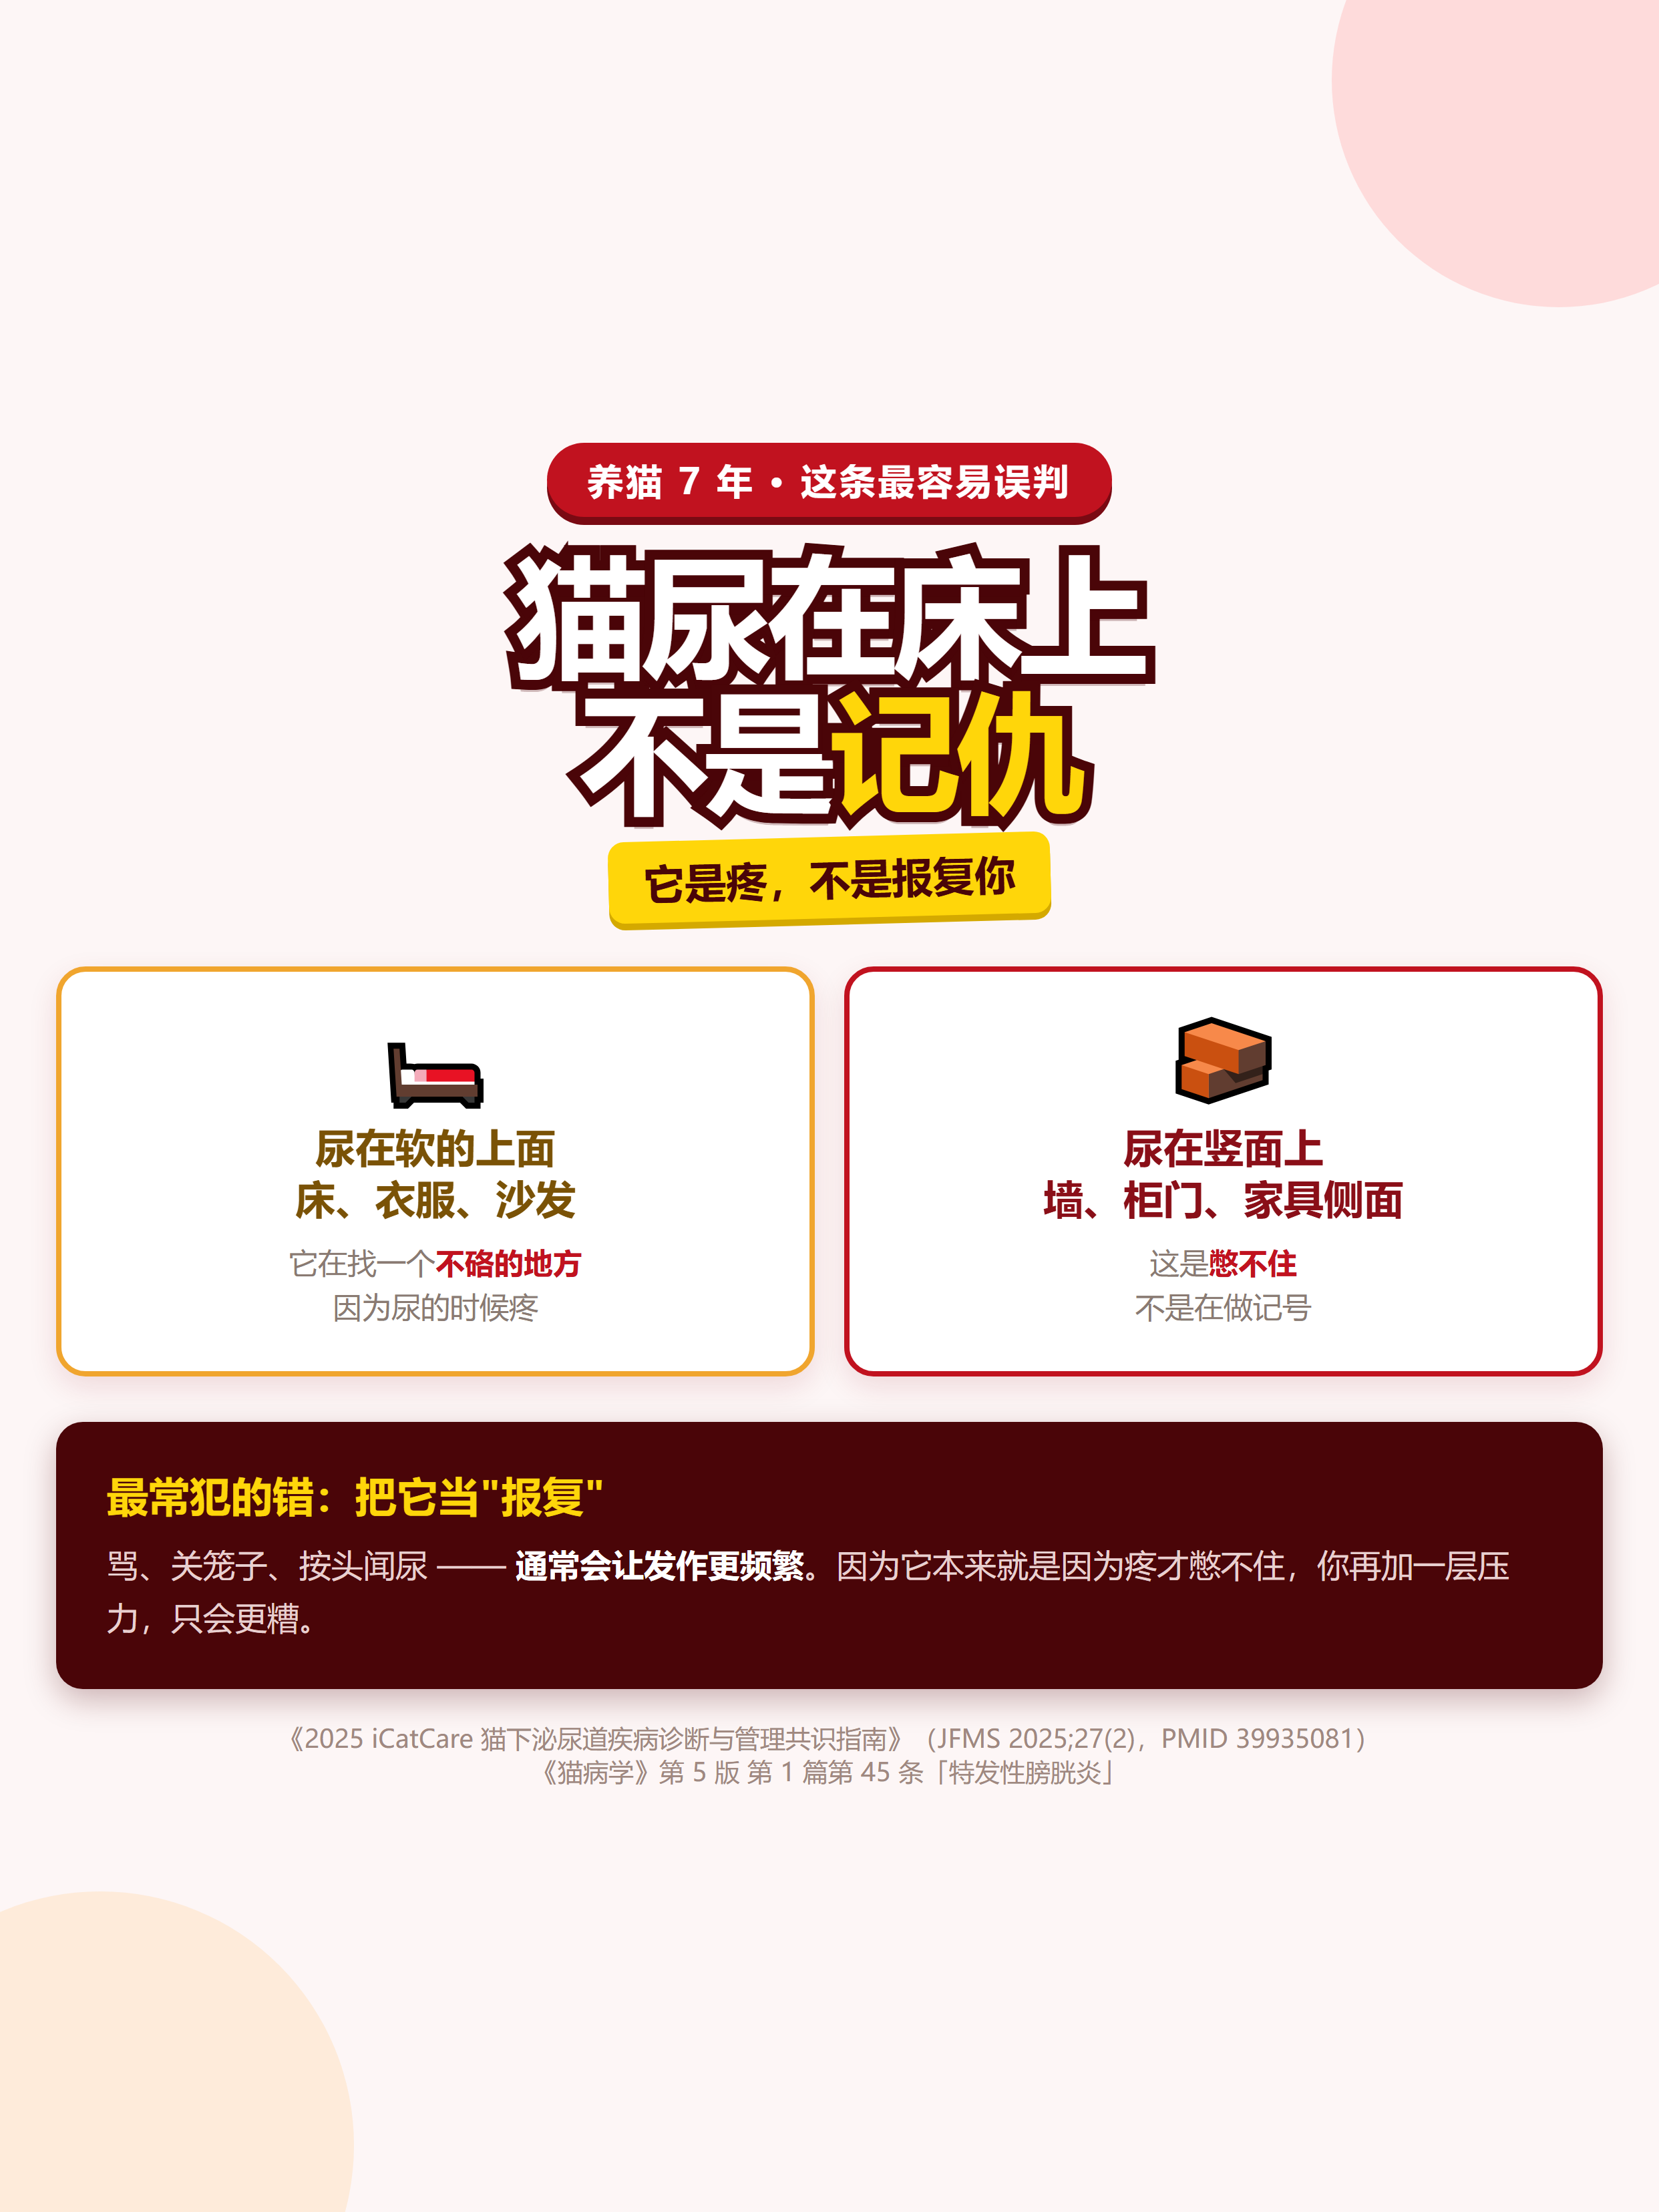 养猫 7 年 · 这条最容易误判
猫尿在床上
不是记仇
它是疼，不是报复你
尿在软的上面
床、衣服、沙发
它在找一个不硌的地方
因为尿的时候疼
尿在竖面上
墙、柜门、家具侧面
这是憋不住
不是在做记号
最常犯的错：把它当"报复"
骂、关笼子、按头闻尿 —— 通常会让发作更频繁。因为它本来就是因为疼才憋不住，你再加一层压
力，只会更糟。
《2025 iCatCare 猫下泌尿道疾病诊断与管理共识指南》（JFMS 2025;27(2)，PMID 39935081）
《猫病学》第 5 版 第 1 篇第 45 条「特发性膀胱炎」